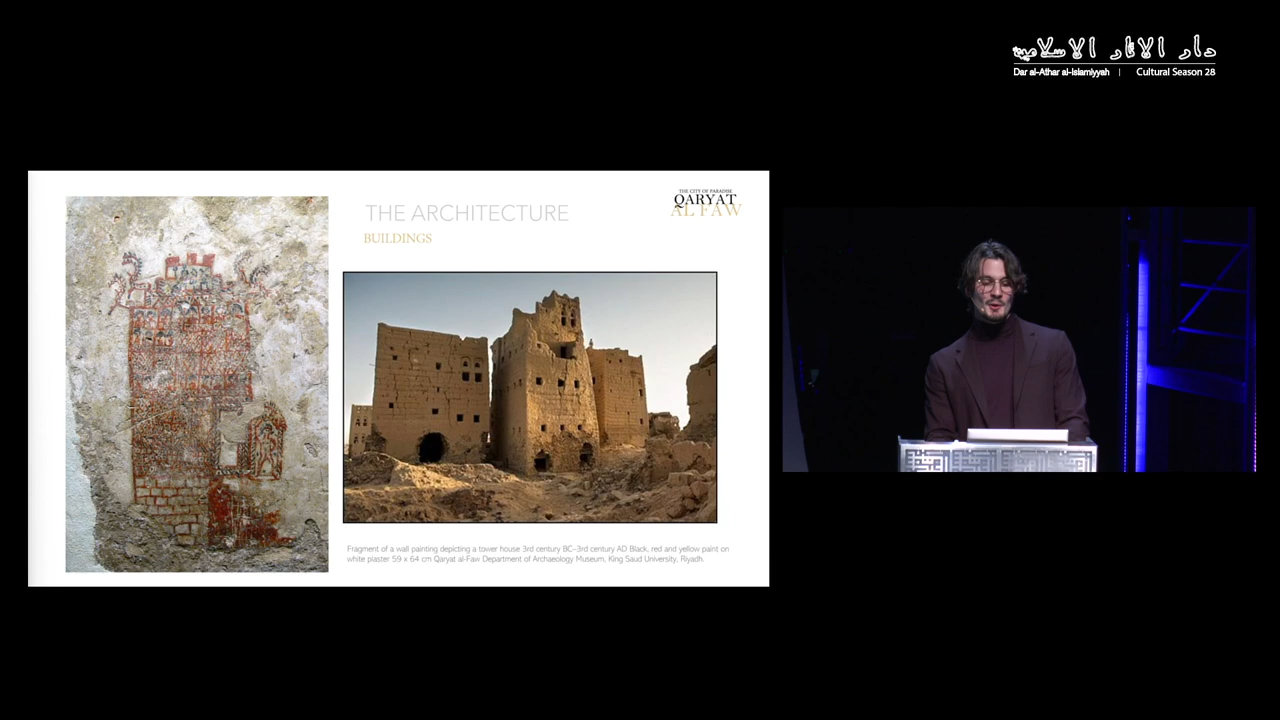 دار الآثار الاسلامية
Dar al-Athar al-Islamiyyah | Cultural Season 28
THE ARCHITECTURE
BUILDINGS
THE CITY OF PARADISE
QARYAT
AL FAW
Fragment of a wall painting depicting a tower house 3rd century BC-3rd century AD Black, red and yellow paint on
white plaster 59 x 64 cm Qaryat al-Faw Department of Archaeology Museum, King Saud University, Riyadh.